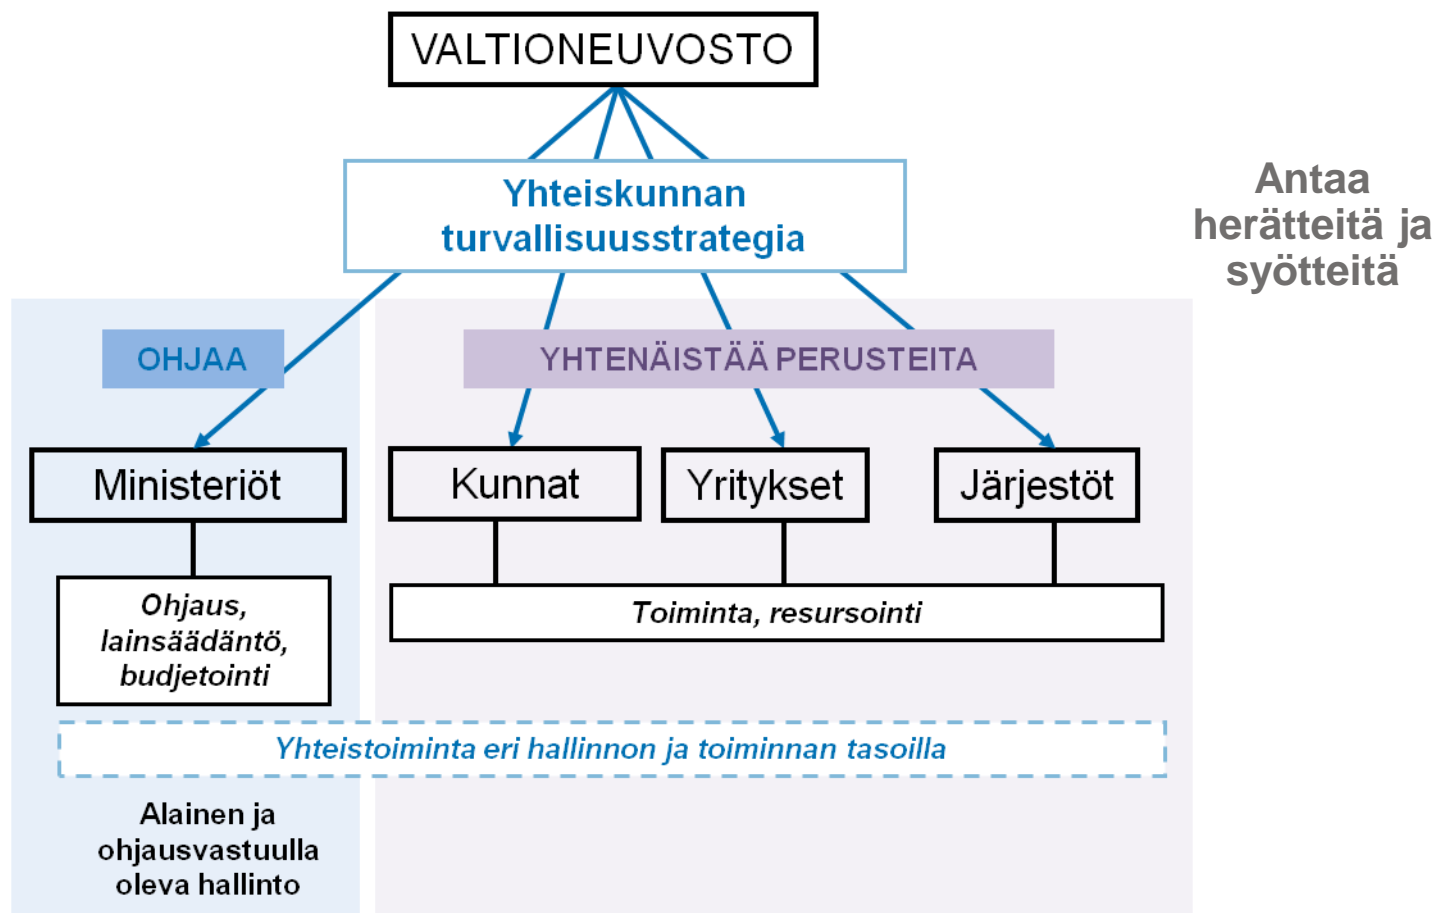 VALTIONEUVOSTO
Yhteiskunnan
turvallisuusstrategia
Antaa
herätteitä ja
syötteitä
OHJAA
YHTENÄISTÄÄ PERUSTEITA
Ministeriöt
Kunnat
Yritykset
Järjestöt
Ohjaus,
lainsäädäntö,
budjetointi
Toiminta, resursointi
Yhteistoiminta eri hallinnon ja toiminnan tasoilla
Alainen ja
ohjausvastuulla
oleva hallinto